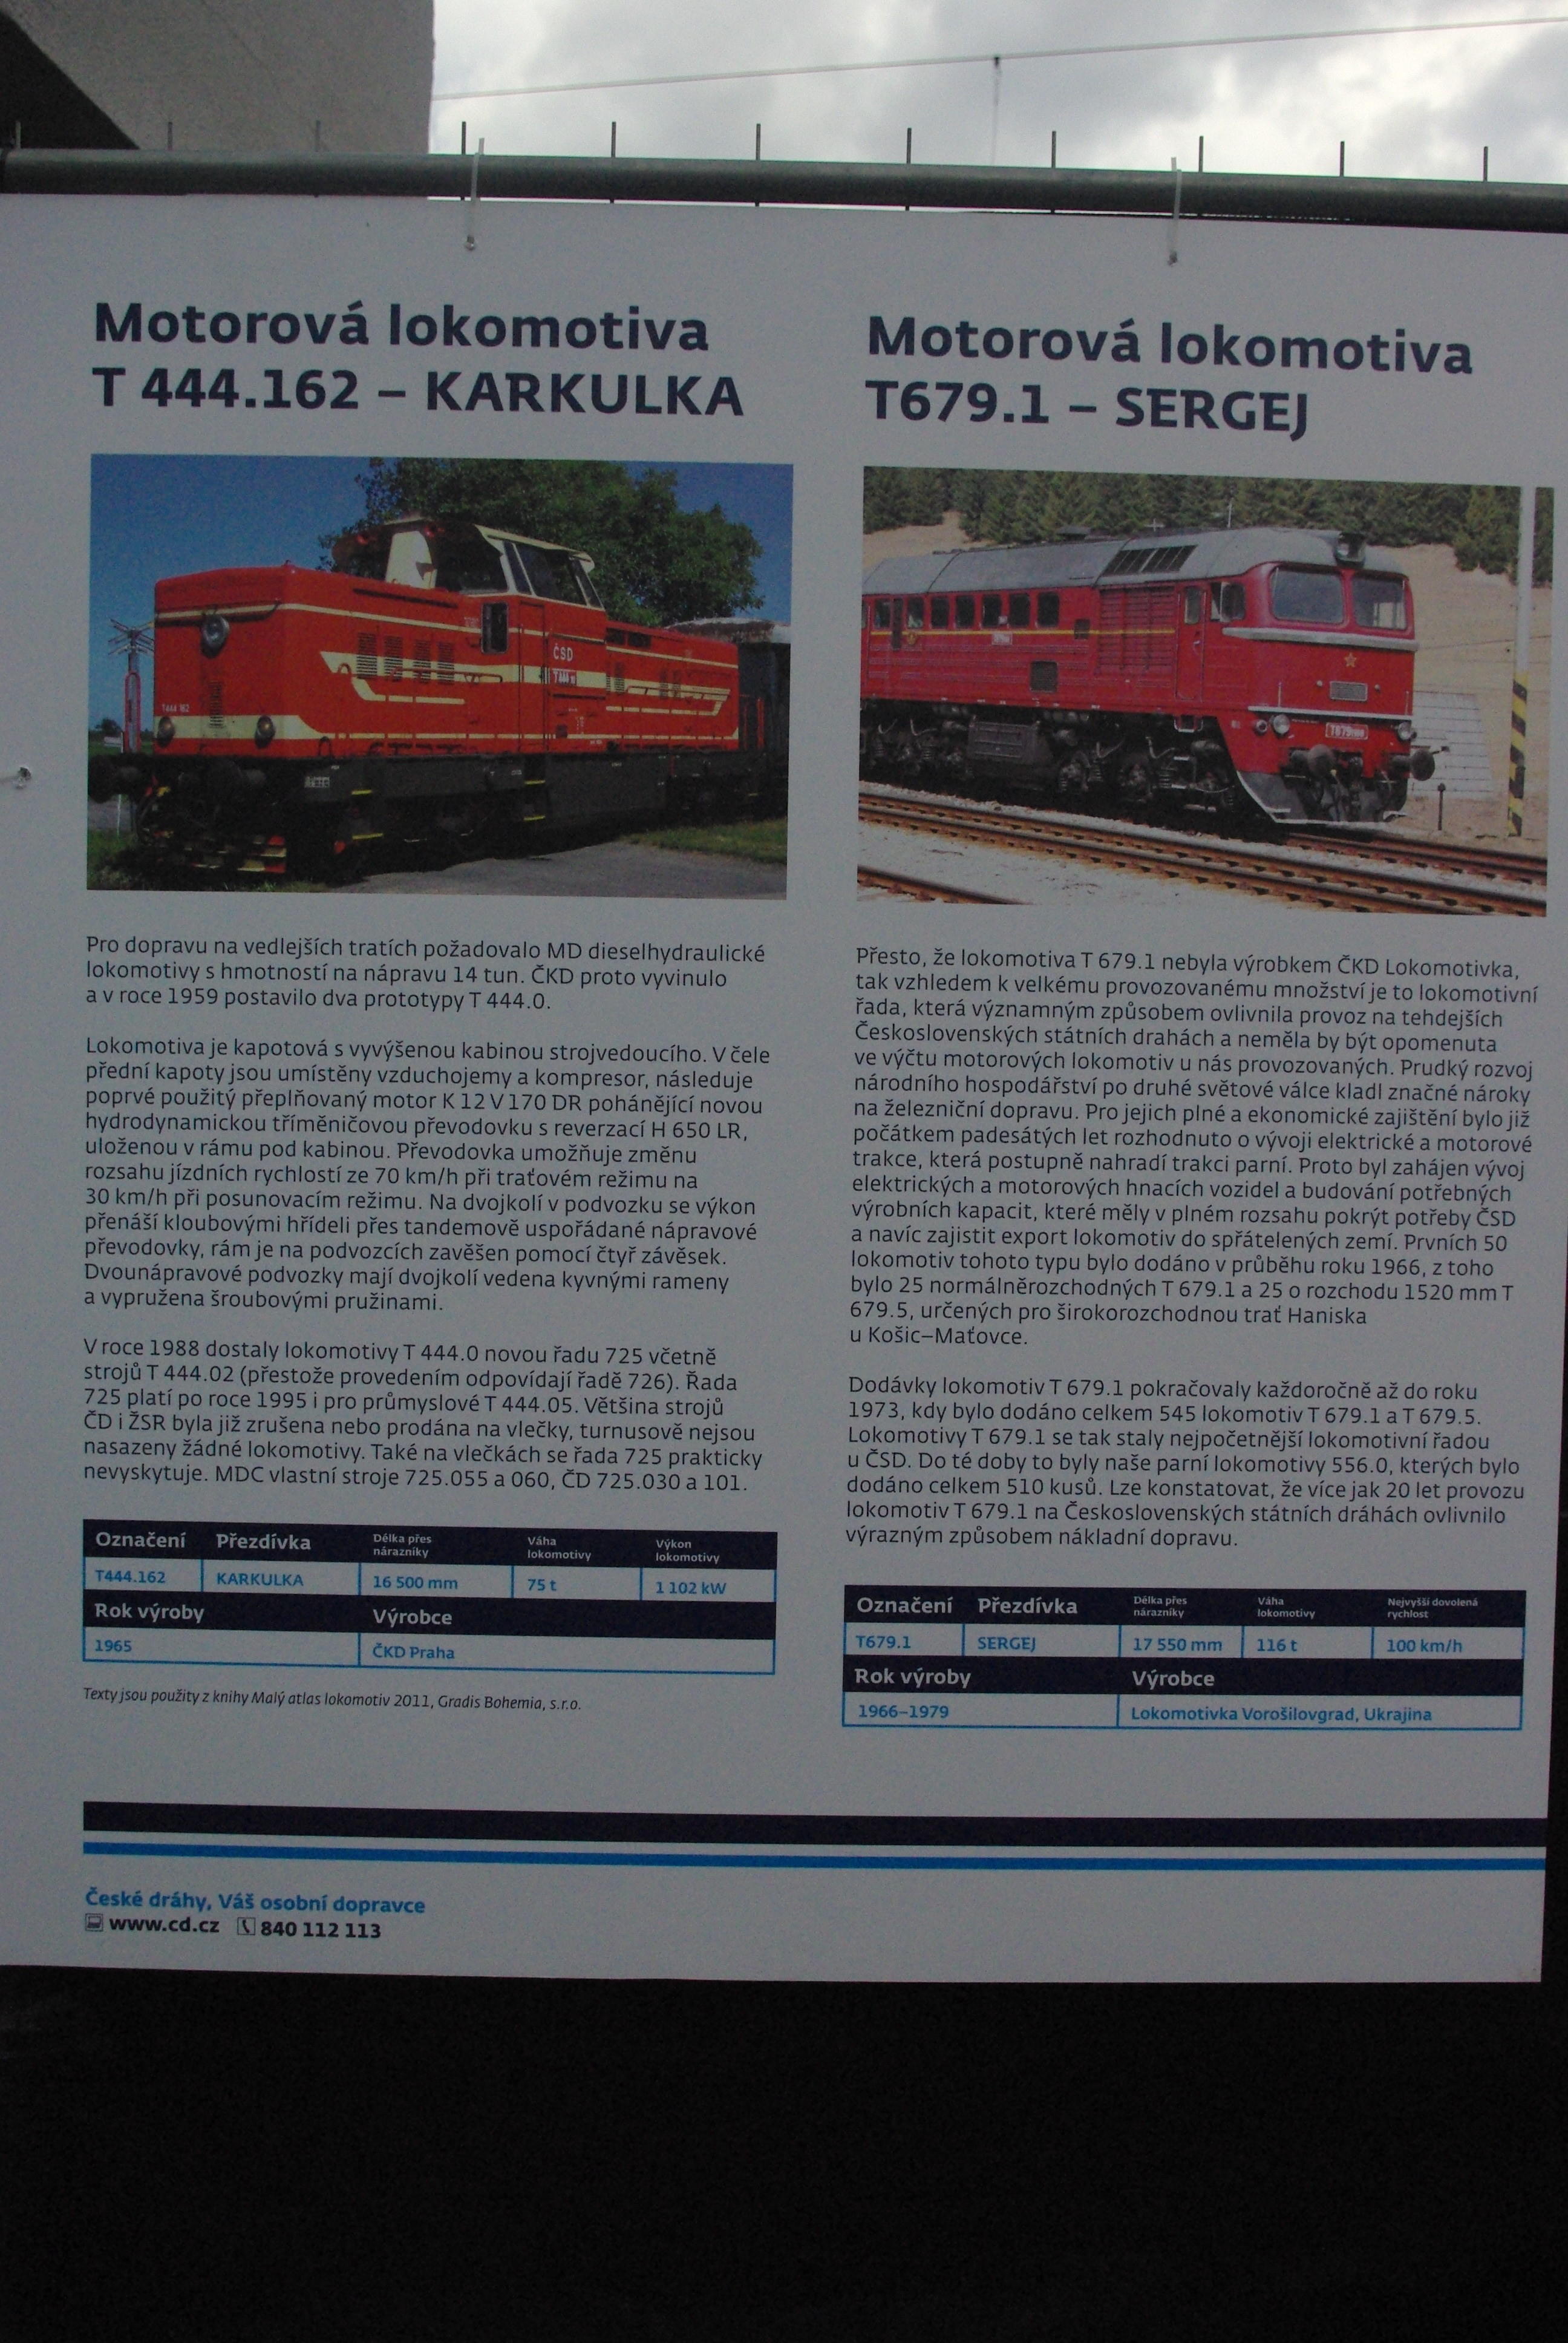 Motorová lokomotiva
T 444.162 – KARKULKA
ČSD
T444 162
Pro dopravu na vedlejších tratích požadovalo MD dieselhydraulické
lokomotivy s hmotností na nápravu 14 tun. ČKD proto vyvinulo
a v roce 1959 postavilo dva prototypy T 444.0.
Lokomotiva je kapotová s vyvýšenou kabinou strojvedoucího. V čele
přední kapoty jsou umístěny vzduchojemy a kompresor, následuje
poprvé použitý přeplňovaný motor K 12 V 170 DR pohánějící novou
hydrodynamickou tříměničovou převodovku s reverzací H 650 LR,
uloženou v rámu pod kabinou. Převodovka umožňuje změnu
rozsahu jízdních rychlostí ze 70 km/h při traťovém režimu na
30 km/h při posunovacím režimu. Na dvojkolí v podvozku se výkon
přenáší kloubovými hřídeli přes tandemově uspořádané nápravové
převodovky, rám je na podvozcích zavěšen pomocí čtyř závěsek.
Dvounápravové podvozky mají dvojkolí vedena kyvnými rameny
a vypružena šroubovými pružinami.
V roce 1988 dostaly lokomotivy T 444.0 novou řadu 725 včetně
strojů T 444.02 (přestože provedením odpovídají řadě 726). Řada
725 platí po roce 1995 i pro průmyslové T 444.05. Většina strojů
ČD i ŽSR byla již zrušena nebo prodána na vlečky, turnusově nejsou
nasazeny žádné lokomotivy. Také na vlečkách se řada 725 prakticky
nevyskytuje. MDC vlastní stroje 725.055 a 060, ČD 725.030 a 101.
Označení Přezdívka Délka přes nárazníky Váha lokomotivy Výkon lokomotivy
T444.162 KARKULKA 16 500 mm 75 t 1 102 kW
Rok výroby Výrobce
1965 ČKD Praha
Texty jsou použity z knihy Malý atlas lokomotiv 2011, Gradis Bohemia, s.r.o.
Motorová lokomotiva
T679.1 – SERGEJ
Přesto, že lokomotiva T 679.1 nebyla výrobkem ČKD Lokomotivka,
tak vzhledem k velkému provozovanému množství je to lokomotivní
řada, která významným způsobem ovlivnila provoz na tehdejších
Československých státních drahách a neměla by být opomenuta
ve výčtu motorových lokomotiv u nás provozovaných. Prudký rozvoj
národního hospodářství po druhé světové válce kladl značné nároky
na železniční dopravu. Pro jejich plné a ekonomické zajištění bylo již
počátkem padesátých let rozhodnuto o vývoji elektrické a motorové
trakce, která postupně nahradí trakci parní. Proto byl zahájen vývoj
elektrických a motorových hnacích vozidel a budování potřebných
výrobních kapacit, které měly v plném rozsahu pokrýt potřeby ČSD
a navíc zajistit export lokomotiv do spřátelených zemí. Prvních 50
lokomotiv tohoto typu bylo dodáno v průběhu roku 1966, z toho
bylo 25 normálněrozchodných T 679.1 a 25 o rozchodu 1520 mm T
679.5, určených pro širokorozchodnou trať Haniska
u Košic–Maťovce.
Dodávky lokomotiv T 679.1 pokračovaly každoročně až do roku
1973, kdy bylo dodáno celkem 545 lokomotiv T 679.1 a T 679.5.
Lokomotivy T 679.1 se tak staly nejpočetnější lokomotivní řadou
u ČSD. Do té doby to byly naše parní lokomotivy 556.0, kterých bylo
dodáno celkem 510 kusů. Lze konstatovat, že více jak 20 let provozu
lokomotiv T 679.1 na Československých státních dráhách ovlivnilo
výrazným způsobem nákladní dopravu.
Označení Přezdívka Délka přes nárazníky Váha lokomotivy Nejvyšší dovolená rychlost
T679.1 SERGEJ 17 550 mm 116 t 100 km/h
Rok výroby Výrobce
1966–1979 Lokomotivka Vorošilovgrad, Ukrajina
České dráhy, Váš osobní dopravce
www.cd.cz 840 112 113